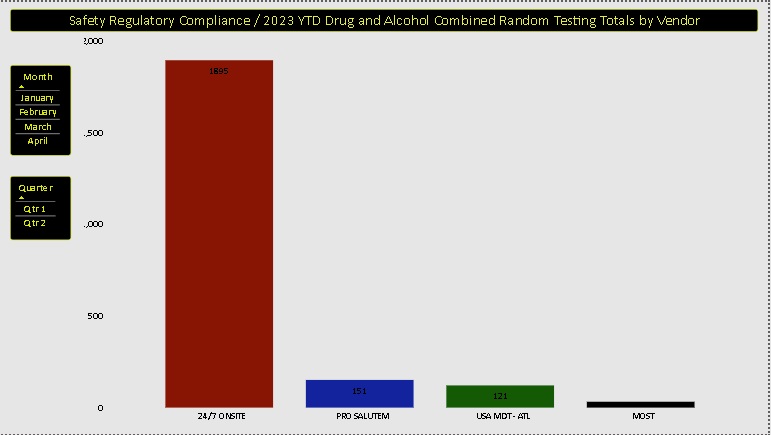 Safety Regulatory Compliance / 2023 YTD Drug and Alcohol Combined Random Testing Totals by Vendor
Month
January
February
March
April
Quarter
Qtr 1
Qtr 2
2,000
,500
,000
500
0
1895
151
121
24/7 ONSITE
PRO SALUTEM
USA MDT - ATL
MOST